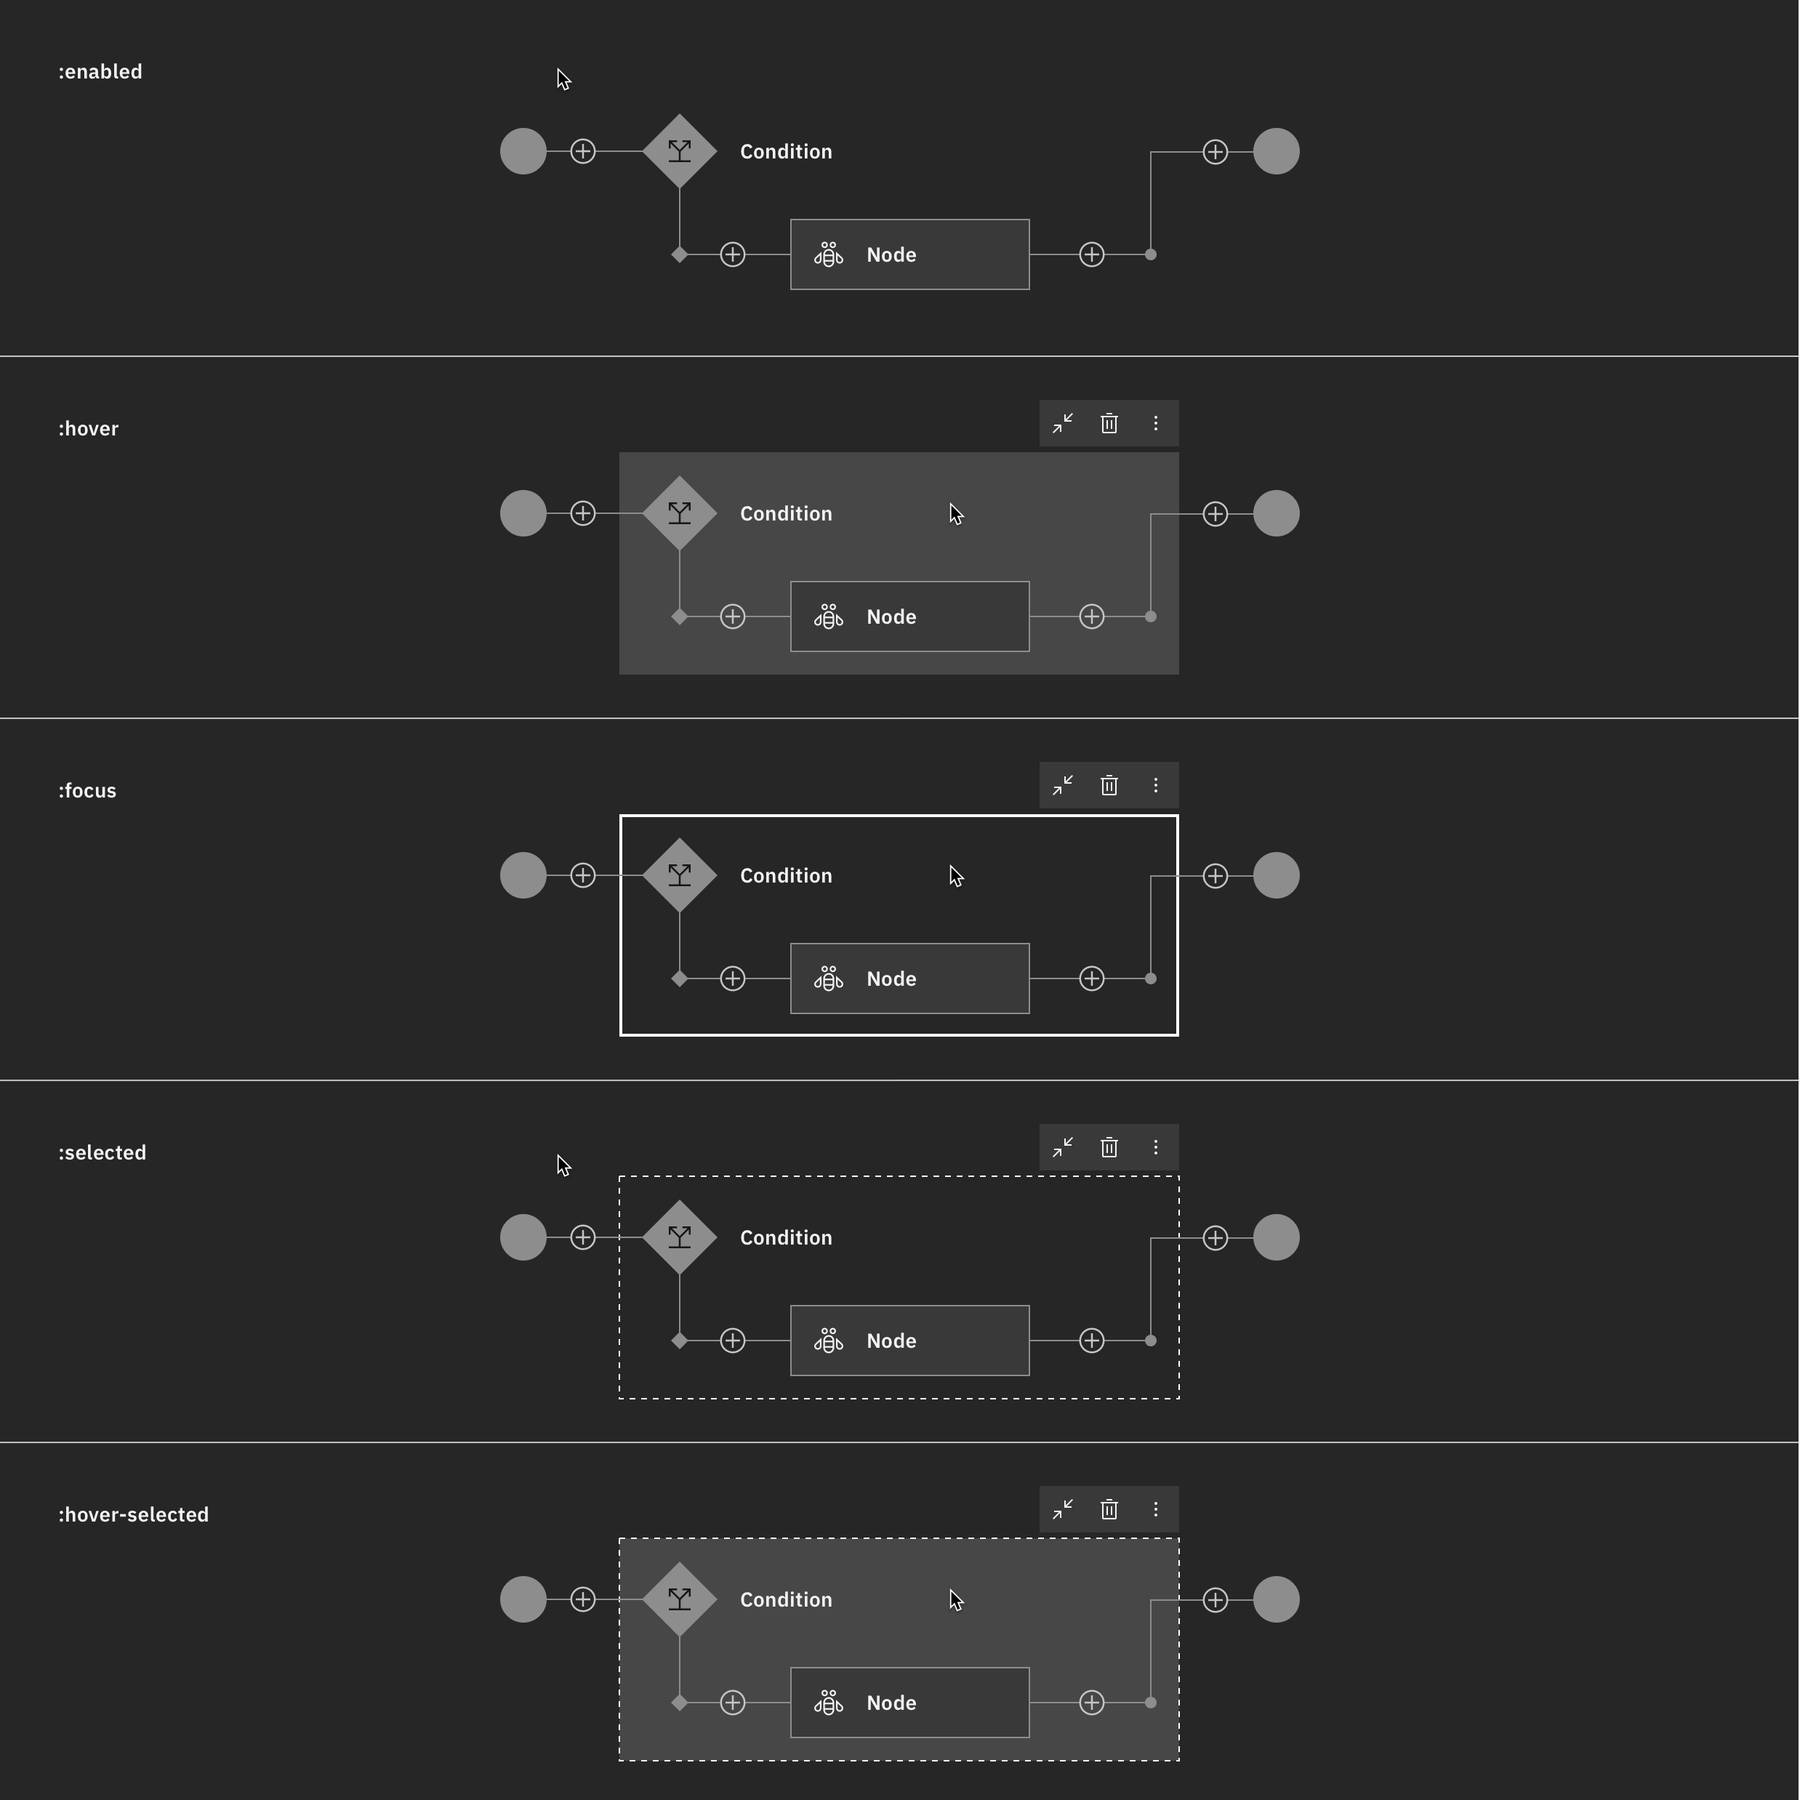 :enabled
Condition
Node
:hover
Condition
Node
:focus
Condition
Node
:selected
Condition
Node
:hover-selected
Condition
Node